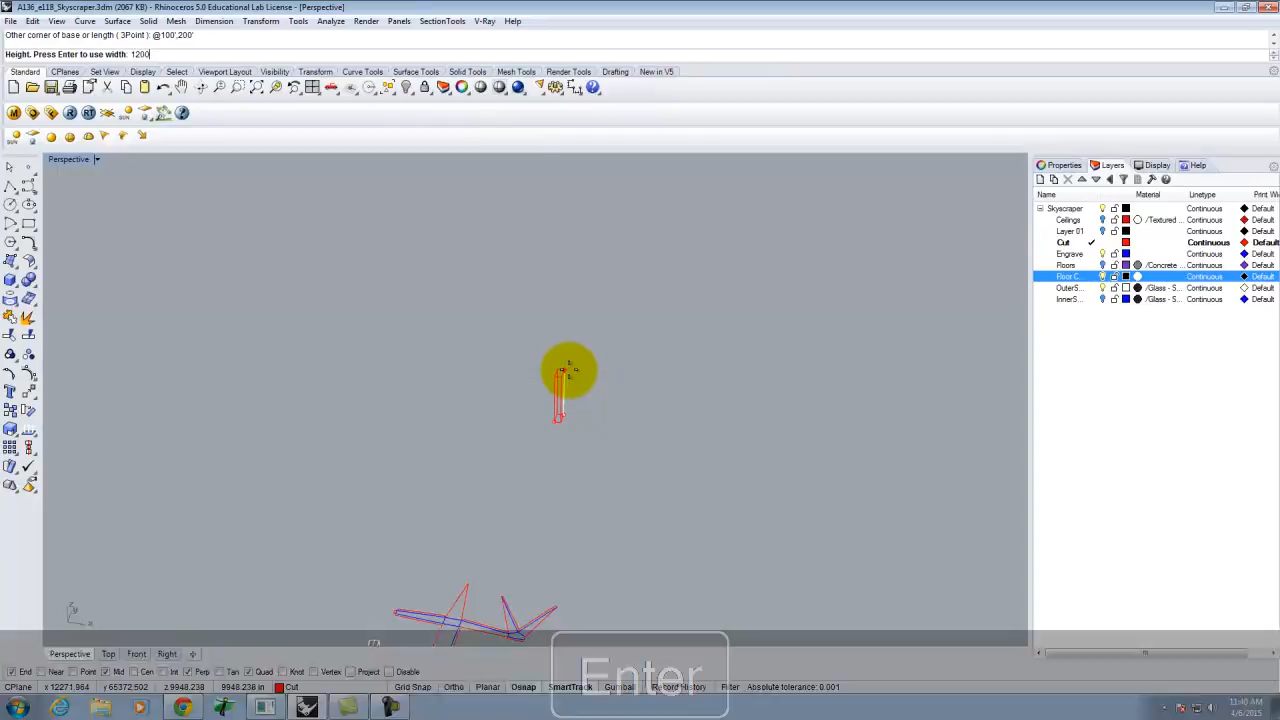 A136_e118_Skyscraper.3dm (2067 KB) - Rhinoceros 5.0 Educational Lab License - [Perspective]
File Edit View Curve Surface Solid Mesh Dimension Transform Tools Analyze Render Panels SectionTools V-Ray Help
Other corner of base or length ( 3Point ): @100',200'
Height. Press Enter to use width: 1200
Standard CPlanes Set View Display Select Viewport Layout Visibility Transform Curve Tools Surface Tools Solid Tools Mesh Tools Render Tools Drafting New in V5
Perspective
Properties Layers Display Help
Name Material Linetype Print Wi
Skyscraper Continuous Default
Ceilings /Textured ... Continuous Default
Layer 01 Continuous Default
Cut Continuous Default
Engrave Continuous Default
Floors /Concrete ... Continuous Default
Floor C... Continuous Default
OuterS... /Glass - S... Continuous Default
InnerS... /Glass - S... Continuous Default
z
y
x
Enter
Perspective Top Front Right
End Near Point Mid Cen Int Perp Tan Quad Knot Vertex Project Disable
CPlane x 12271.964 y 65372.502 z 9948.238 9948.238 in Cut Grid Snap Ortho Planar Osnap SmartTrack Gumball Record History Filter Absolute tolerance: 0.001
4/6/2015